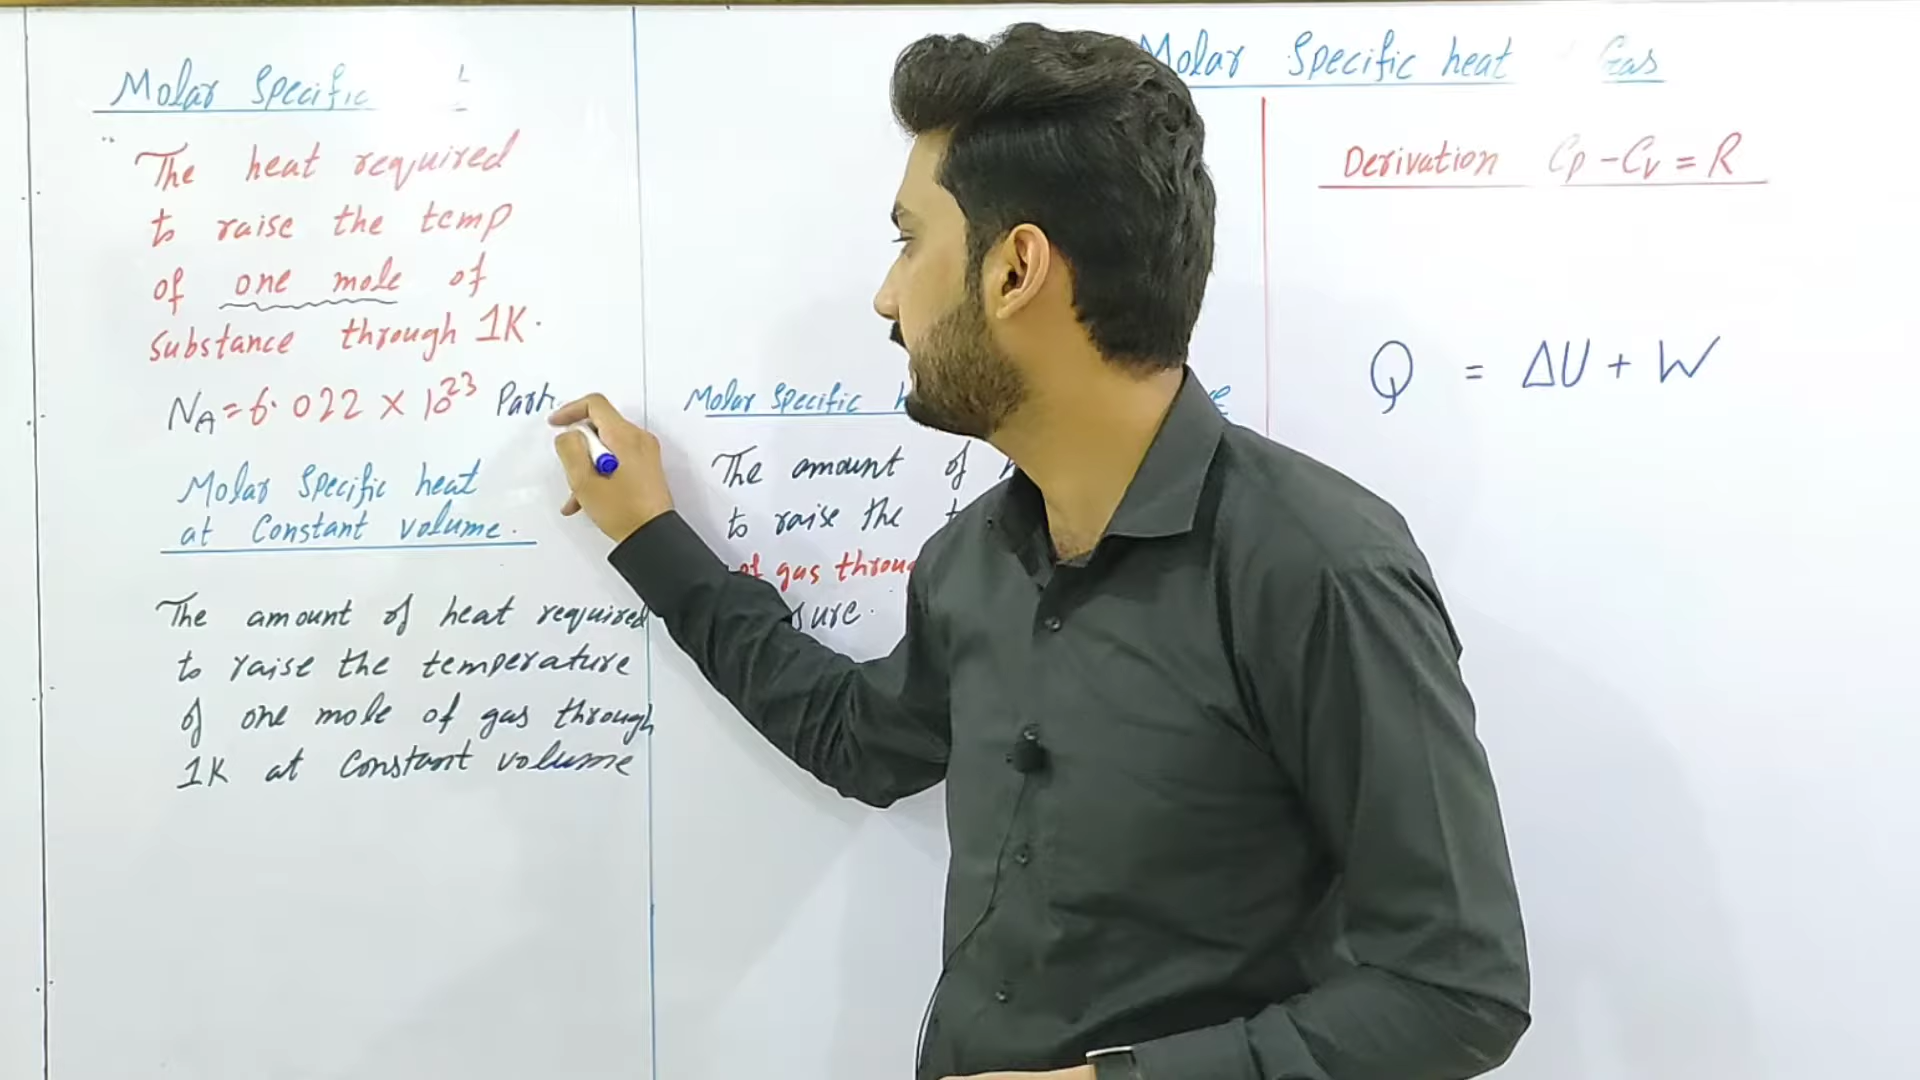 Molar Specific heat Gas
Molar Specific
The heat required
to raise the temp
of one mole of
substance through 1K.
NA = 6.022 × 10^23 Part
Molar Specific heat
at Constant volume.
The amount of heat required
to raise the temperature
of one mole of gas through
1K at Constant volume
Molar Specific
The amount of
to raise the
of gas throug
sure.
Derivation Cp - Cv = R
Q = ΔU + W